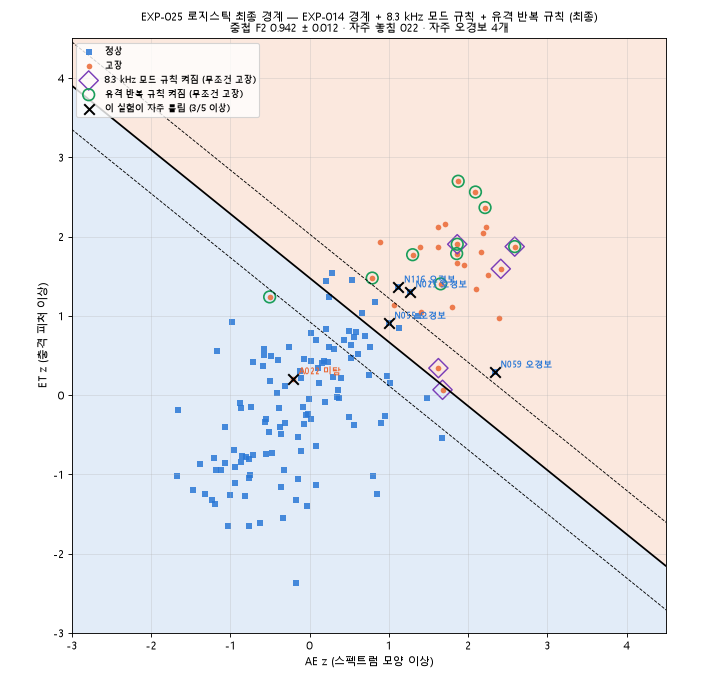 EXP-025 로지스틱 최종 경계 — EXP-014 경계 + 8.3 kHz 모드 규칙 + 유격 반복 규칙 (최종)
중첩 F2 0.942 ± 0.012 · 자주 놓침 022 · 자주 오경보 4개
정상
고장
8.3 kHz 모드 규칙 켜짐 (무조건 고장)
유격 반복 규칙 켜짐 (무조건 고장)
이 실험이 자주 틀림 (3/5 이상)
N116 오경보
오경보
오경보
N059 오경보
미탐
ET z (충격 피처 이상)
4
3
2
1
0
-1
-2
-3
-3
-2
-1
0
1
2
3
4
AE z (스펙트럼 모양 이상)